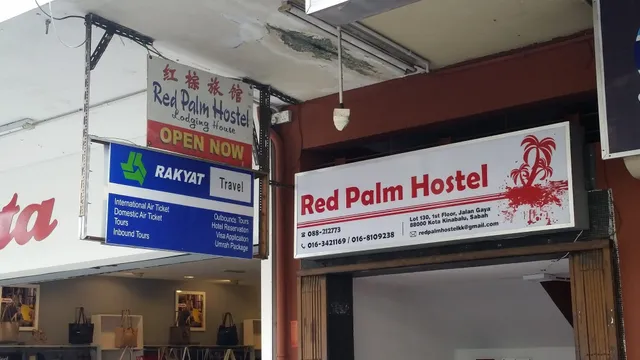 红棕旅馆
Red Palm Hostel
Lodging House
OPEN NOW
RAKYAT
Travel
International Air Ticket
Domestic Air Ticket
Tours
Inbound Tours
Outbound Tours
Hotel Reservation
Visa Application
Umrah Package
Red Palm Hostel
088-212773
016-3421169 / 016-8109238
Lot 130, 1st Floor, Jalan Gaya
88000 Kota Kinabalu, Sabah
redpalmhostelkk@gmail.com
ta